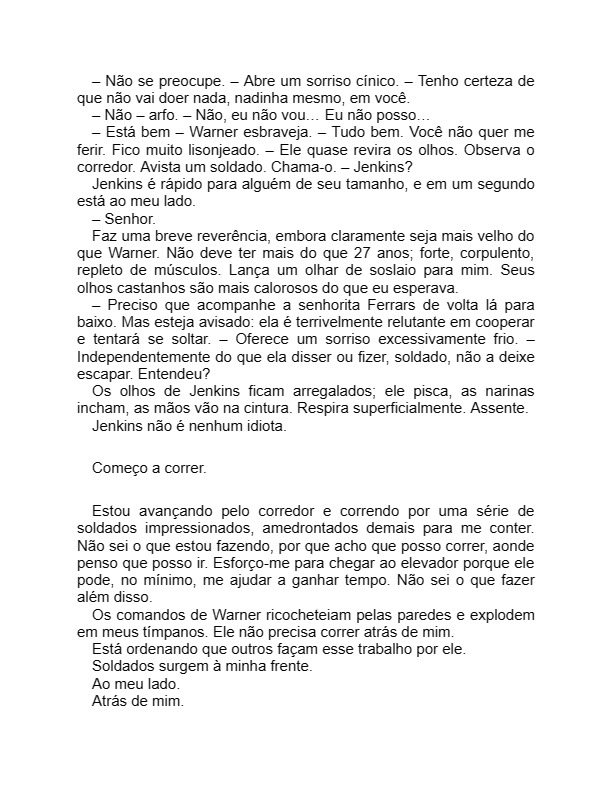 – Não se preocupe. – Abre um sorriso cínico. – Tenho certeza de
que não vai doer nada, nadinha mesmo, em você.
– Não – arfo. – Não, eu não vou… Eu não posso…
– Está bem – Warner esbraveja. – Tudo bem. Você não quer me
ferir. Fico muito lisonjeado. – Ele quase revira os olhos. Observa o
corredor. Avista um soldado. Chama-o. – Jenkins?
Jenkins é rápido para alguém de seu tamanho, e em um segundo
está ao meu lado.
– Senhor.
Faz uma breve reverência, embora claramente seja mais velho do
que Warner. Não deve ter mais do que 27 anos; forte, corpulento,
repleto de músculos. Lança um olhar de soslaio para mim. Seus
olhos castanhos são mais calorosos do que eu esperava.
– Preciso que acompanhe a senhorita Ferrars de volta lá para
baixo. Mas esteja avisado: ela é terrivelmente relutante em cooperar
e tentará se soltar. – Oferece um sorriso excessivamente frio. –
Independentemente do que ela disser ou fizer, soldado, não a deixe
escapar. Entendeu?
Os olhos de Jenkins ficam arregalados; ele pisca, as narinas
incham, as mãos vão na cintura. Respira superficialmente. Assente.
Jenkins não é nenhum idiota.
Começo a correr.
Estou avançando pelo corredor e correndo por uma série de
soldados impressionados, amedrontados demais para me conter.
Não sei o que estou fazendo, por que acho que posso correr, aonde
penso que posso ir. Esforço-me para chegar ao elevador porque ele
pode, no mínimo, me ajudar a ganhar tempo. Não sei o que fazer
além disso.
Os comandos de Warner ricocheteiam pelas paredes e explodem
em meus tímpanos. Ele não precisa correr atrás de mim.
Está ordenando que outros façam esse trabalho por ele.
Soldados surgem à minha frente.
Ao meu lado.
Atrás de mim.